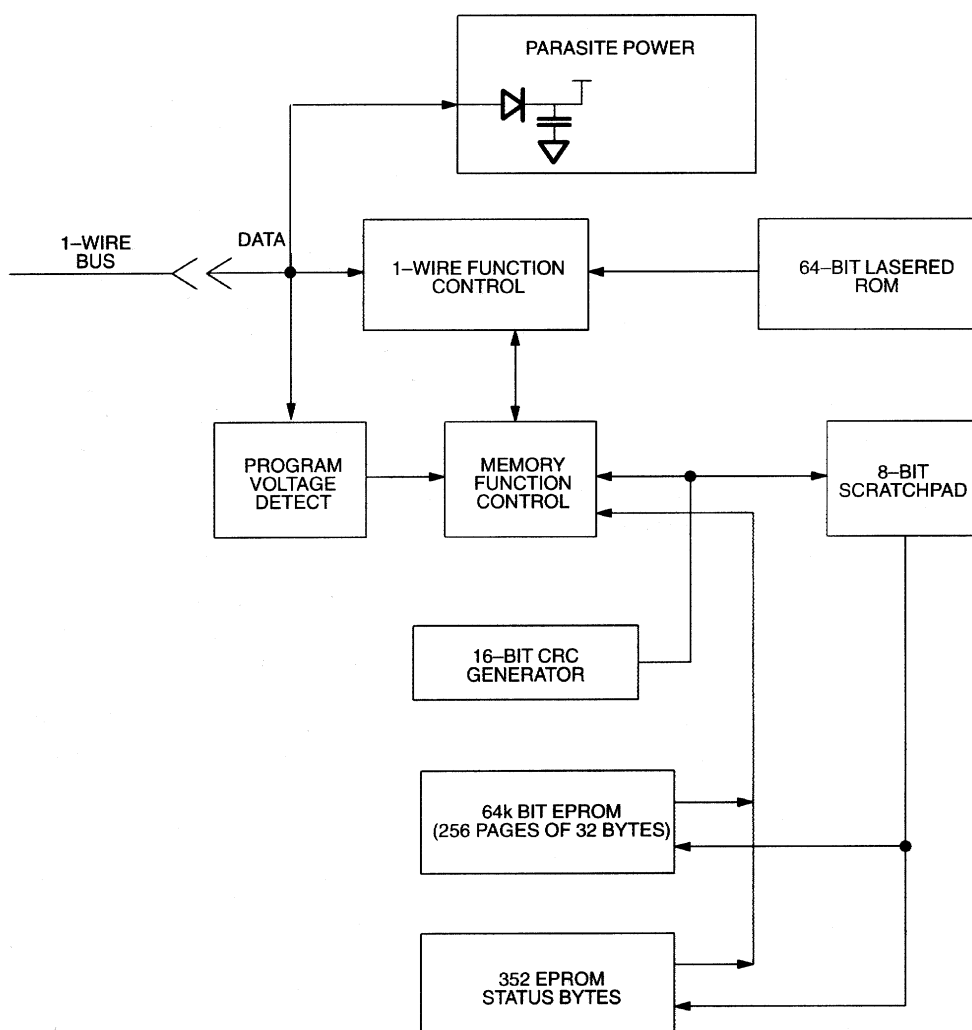 PARASITE POWER
1–WIRE
BUS
DATA
1–WIRE FUNCTION
CONTROL
64–BIT LASERED
ROM
PROGRAM
VOLTAGE
DETECT
MEMORY
FUNCTION
CONTROL
8–BIT
SCRATCHPAD
16–BIT CRC
GENERATOR
64k BIT EPROM
(256 PAGES OF 32 BYTES)
352 EPROM
STATUS BYTES